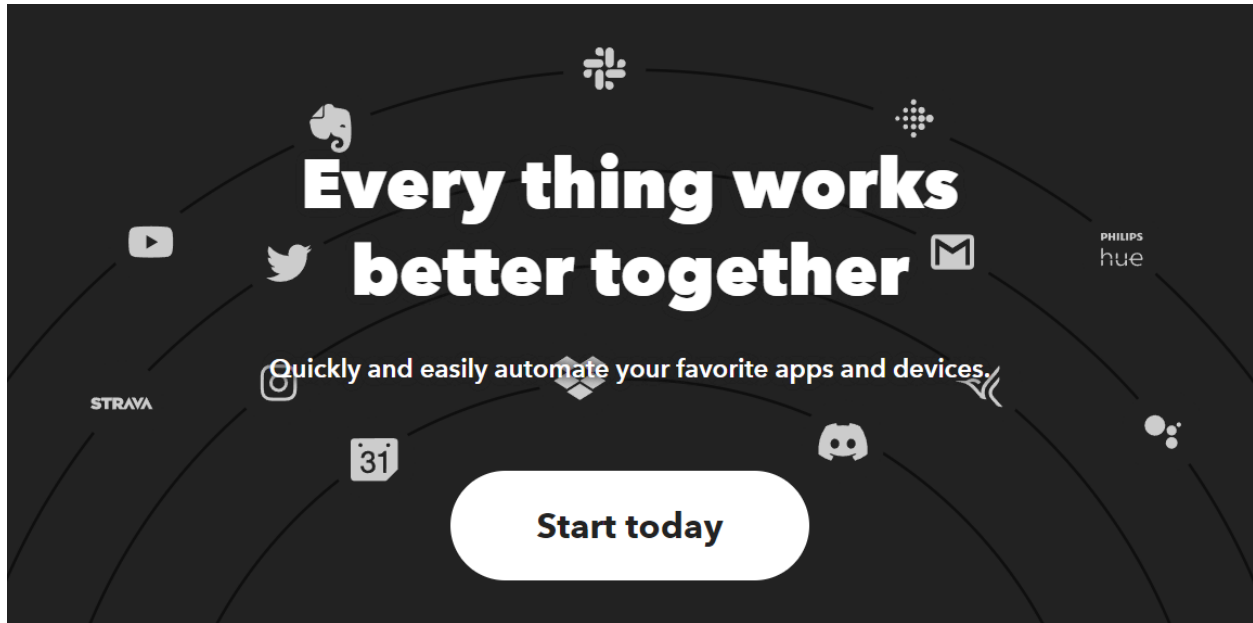 Every thing works
better together
PHILIPS
hue
Quickly and easily automate your favorite apps and devices.
STRAVA
31
Start today